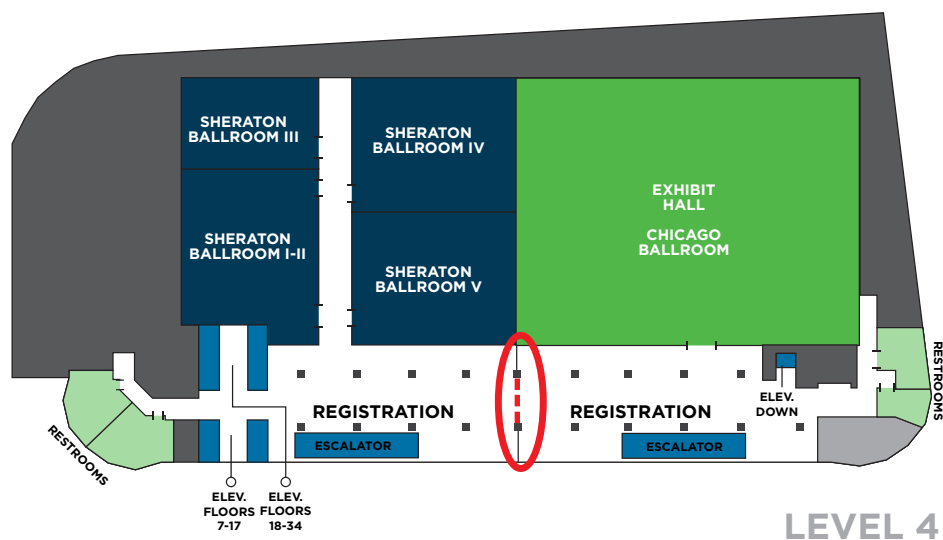 SHERATON
BALLROOM III
SHERATON
BALLROOM IV
EXHIBIT
HALL
CHICAGO
BALLROOM
SHERATON
BALLROOM I-II
SHERATON
BALLROOM V
RESTROOMS
ELEV.
DOWN
REGISTRATION
REGISTRATION
ESCALATOR
ESCALATOR
RESTROOMS
ELEV.
FLOORS
7-17
ELEV.
FLOORS
18-34
LEVEL 4